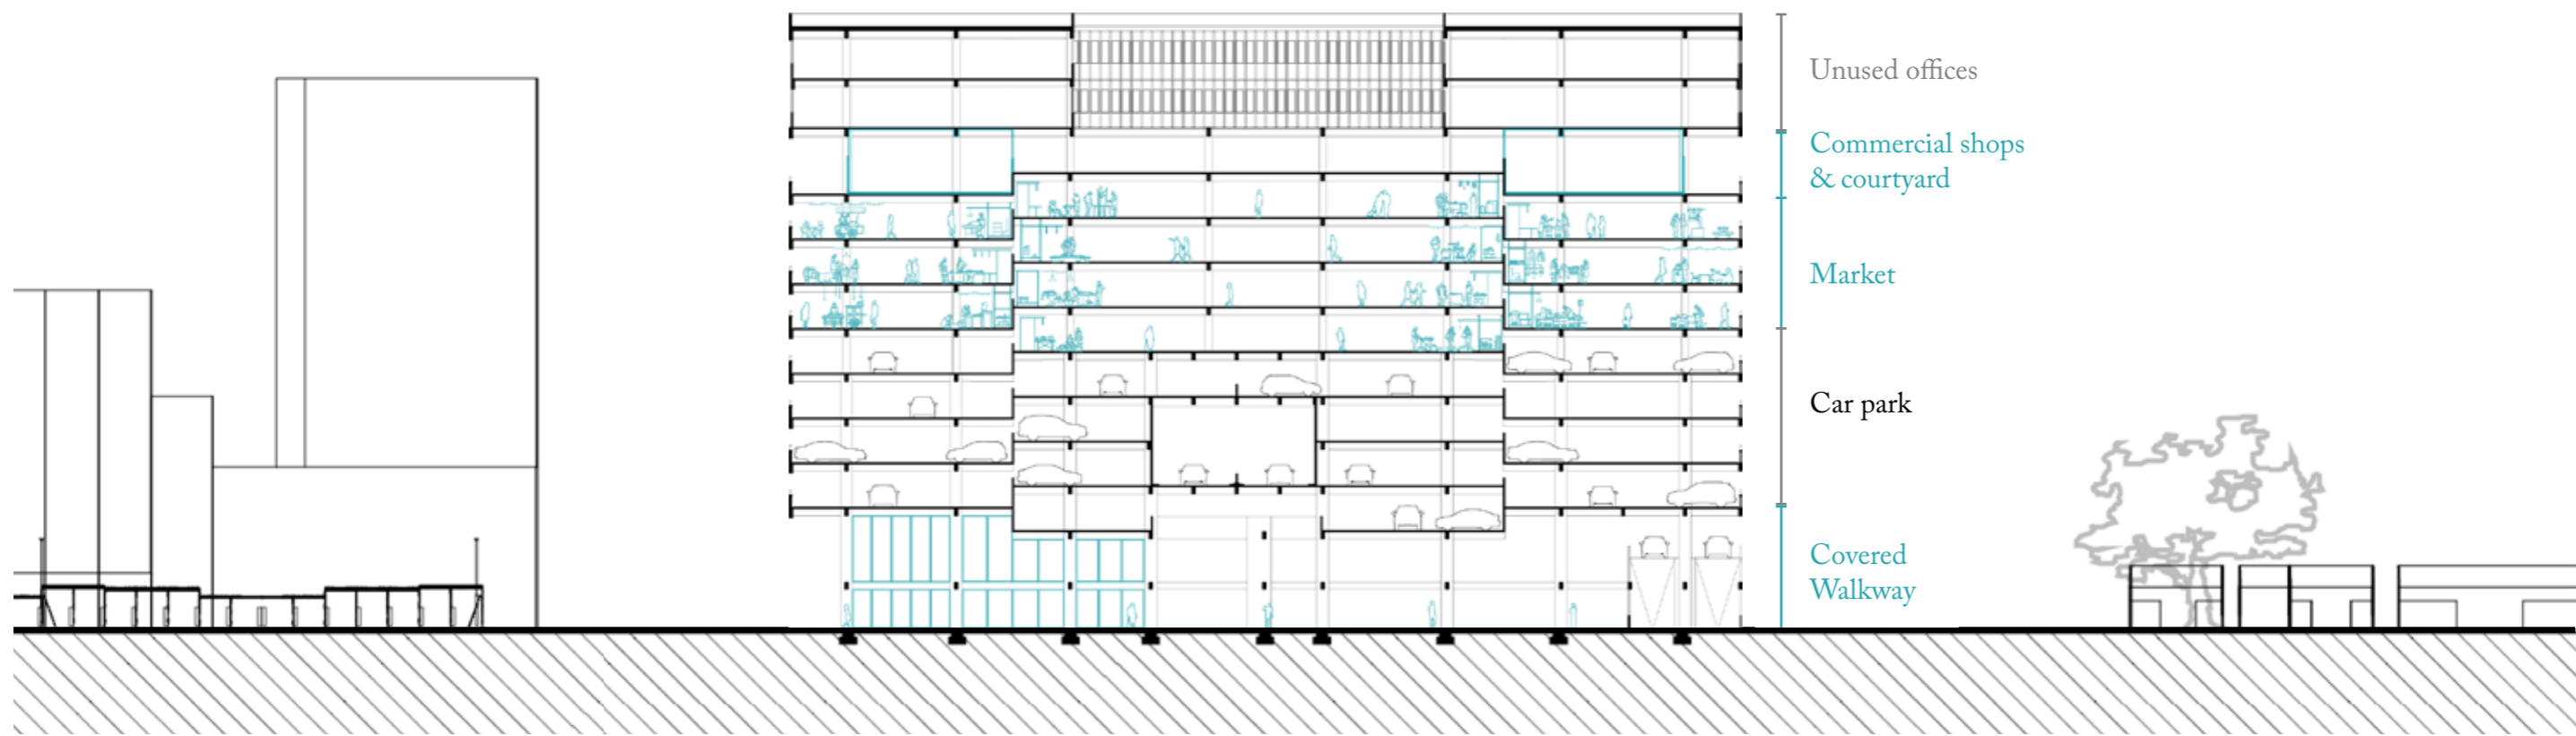 Unused offices
Commercial shops
& courtyard
Market
Car park
Covered
Walkway